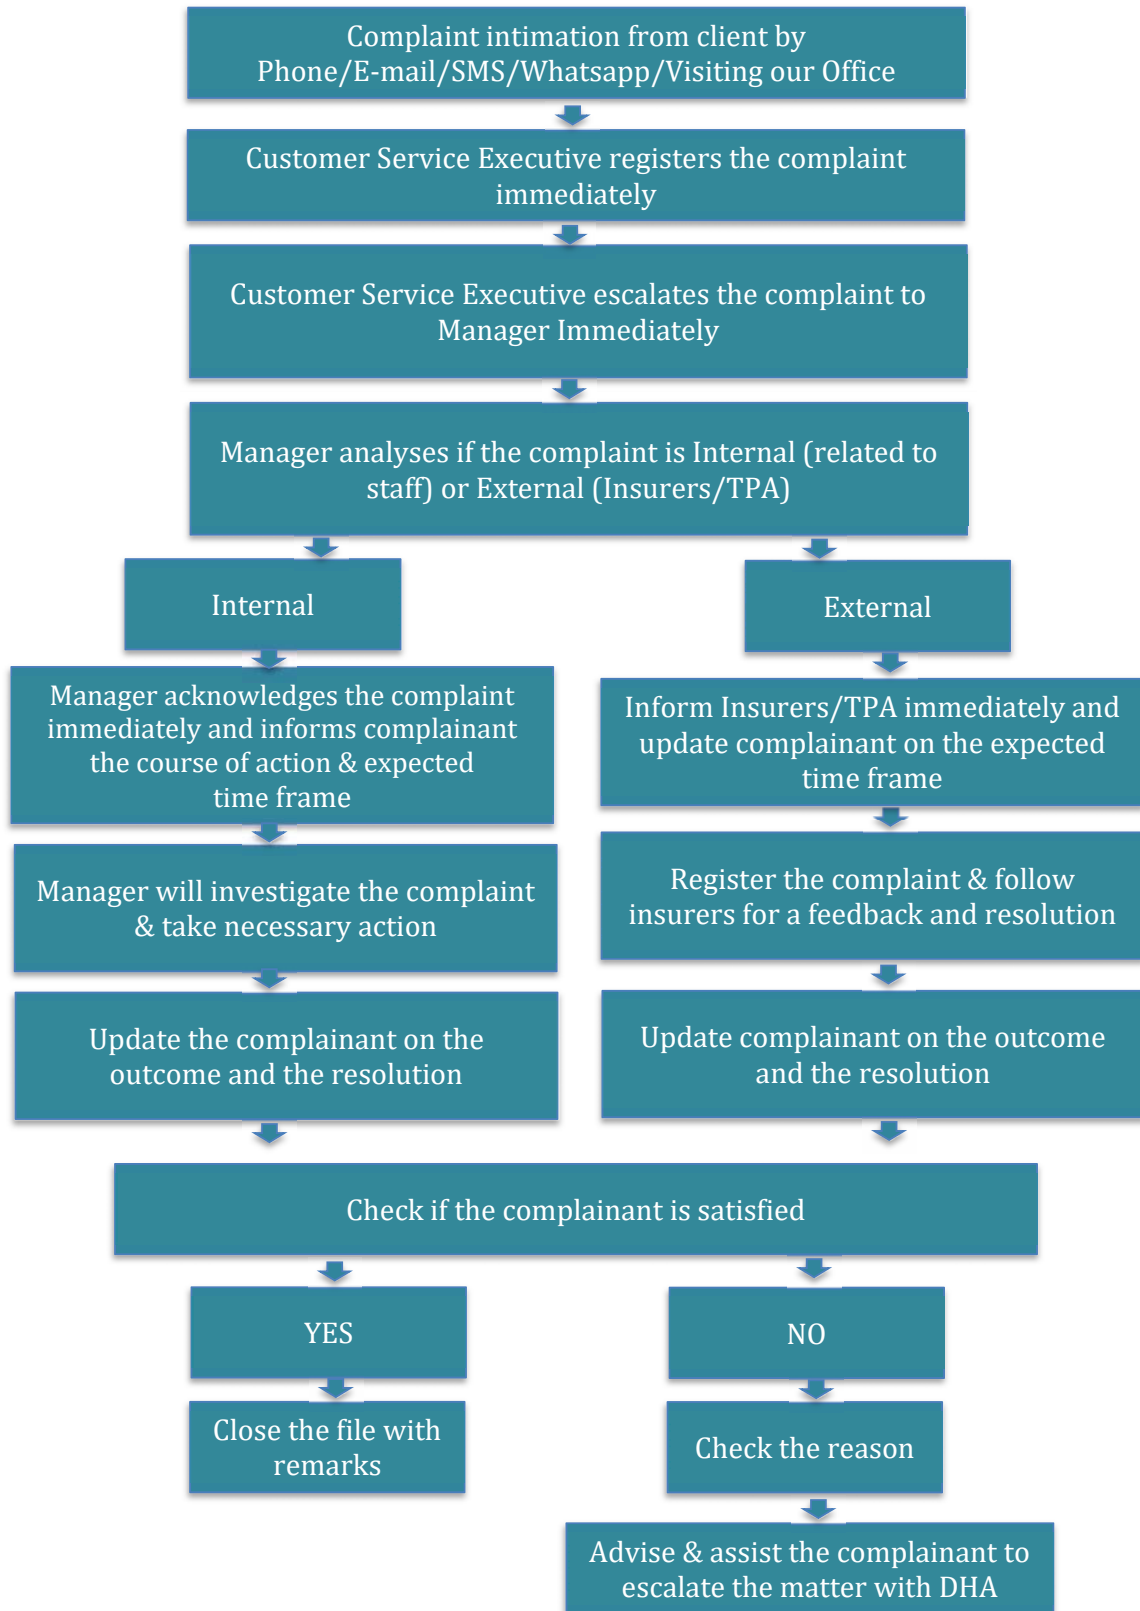 Complaint intimation from client by
Phone/E-mail/SMS/Whatsapp/Visiting our Office
Customer Service Executive registers the complaint
immediately
Customer Service Executive escalates the complaint to
Manager Immediately
Manager analyses if the complaint is Internal (related to
staff) or External (Insurers/TPA)
Internal
External
Manager acknowledges the complaint
immediately and informs complainant
the course of action & expected
time frame
Inform Insurers/TPA immediately and
update complainant on the expected
time frame
Manager will investigate the complaint
& take necessary action
Register the complaint & follow
insurers for a feedback and resolution
Update the complainant on the
outcome and the resolution
Update complainant on the outcome
and the resolution
Check if the complainant is satisfied
YES
NO
Close the file with
remarks
Check the reason
Advise & assist the complainant to
escalate the matter with DHA